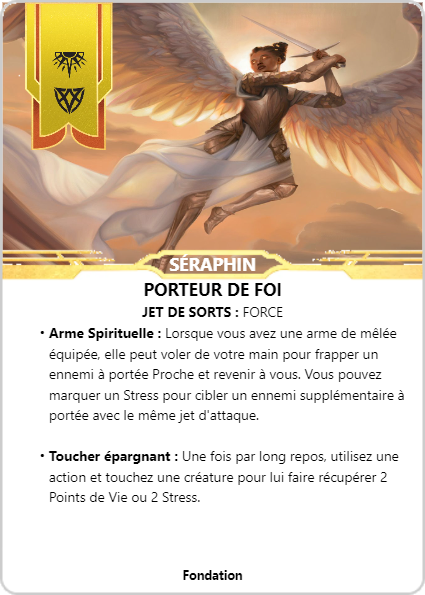 SÉRAPHIN
PORTEUR DE FOI
JET DE SORTS : FORCE
• Arme Spirituelle : Lorsque vous avez une arme de mêlée
équipée, elle peut voler de votre main pour frapper un
ennemi à portée Proche et revenir à vous. Vous pouvez
marquer un Stress pour cibler un ennemi supplémentaire à
portée avec le même jet d'attaque.
• Toucher épargnant : Une fois par long repos, utilisez une
action et touchez une créature pour lui faire récupérer 2
Points de Vie ou 2 Stress.
Fondation